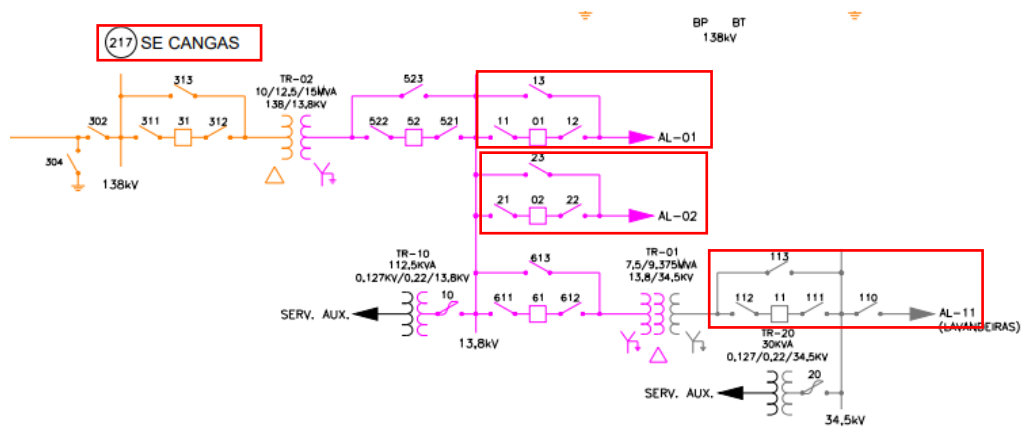 BP BT
138kV
217 SE CANGAS
313
TR-02
10/12,5/15MVA
138/13,8KV
523
13
302
311
31
312
522
52
521
11
01
12
AL-01
304
138kV
23
21
02
22
AL-02
TR-10
112.5KVA
0.127KV/0.22/13.8KV
613
TR-01
7,5/9.375MVA
13.8/34,5KV
113
10
611
61
612
112
11
111
110
SERV. AUX.
AL-11
(LAVANDEIRAS)
13,8kV
TR-20
30KVA
0.127/0.22/34.5KV
20
SERV. AUX.
34,5kV